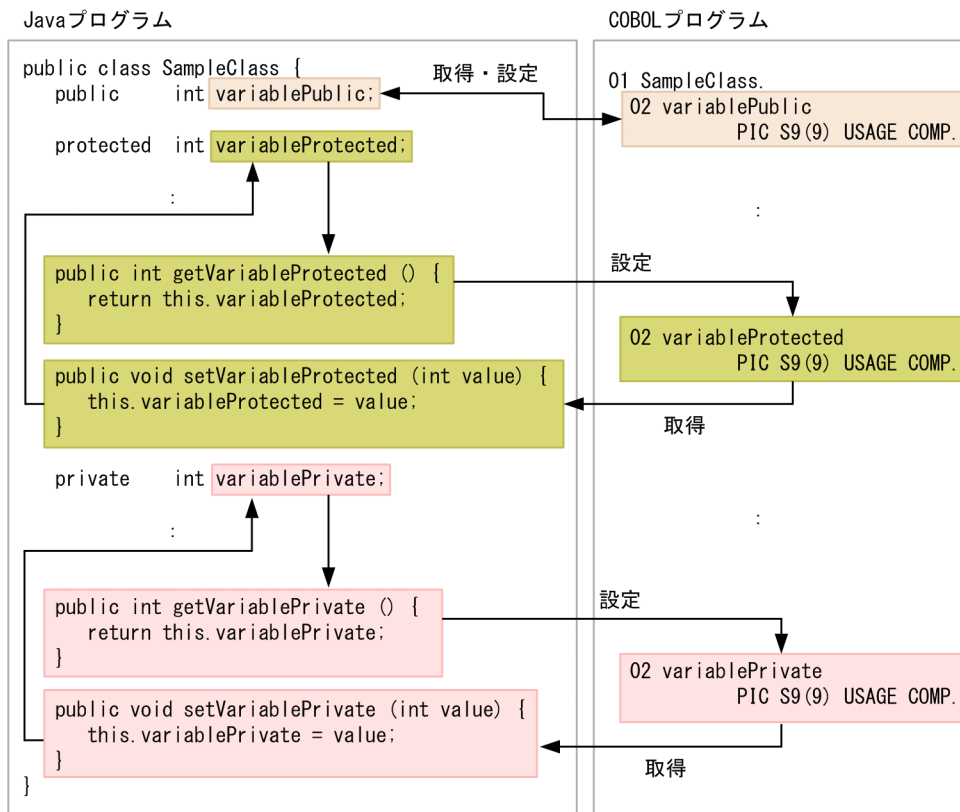 Javaプログラム
public class SampleClass {
public int variablePublic;
protected int variableProtected;
:
public int getVariableProtected () {
return this.variableProtected;
}
public void setVariableProtected (int value) {
this.variableProtected = value;
}
private int variablePrivate;
:
public int getVariablePrivate () {
return this.variablePrivate;
}
public void setVariablePrivate (int value) {
this.variablePrivate = value;
}
}
取得・設定
設定
取得
設定
取得
COBOLプログラム
01 SampleClass.
02 variablePublic
PIC S9(9) USAGE COMP.
:
02 variableProtected
PIC S9(9) USAGE COMP.
:
02 variablePrivate
PIC S9(9) USAGE COMP.